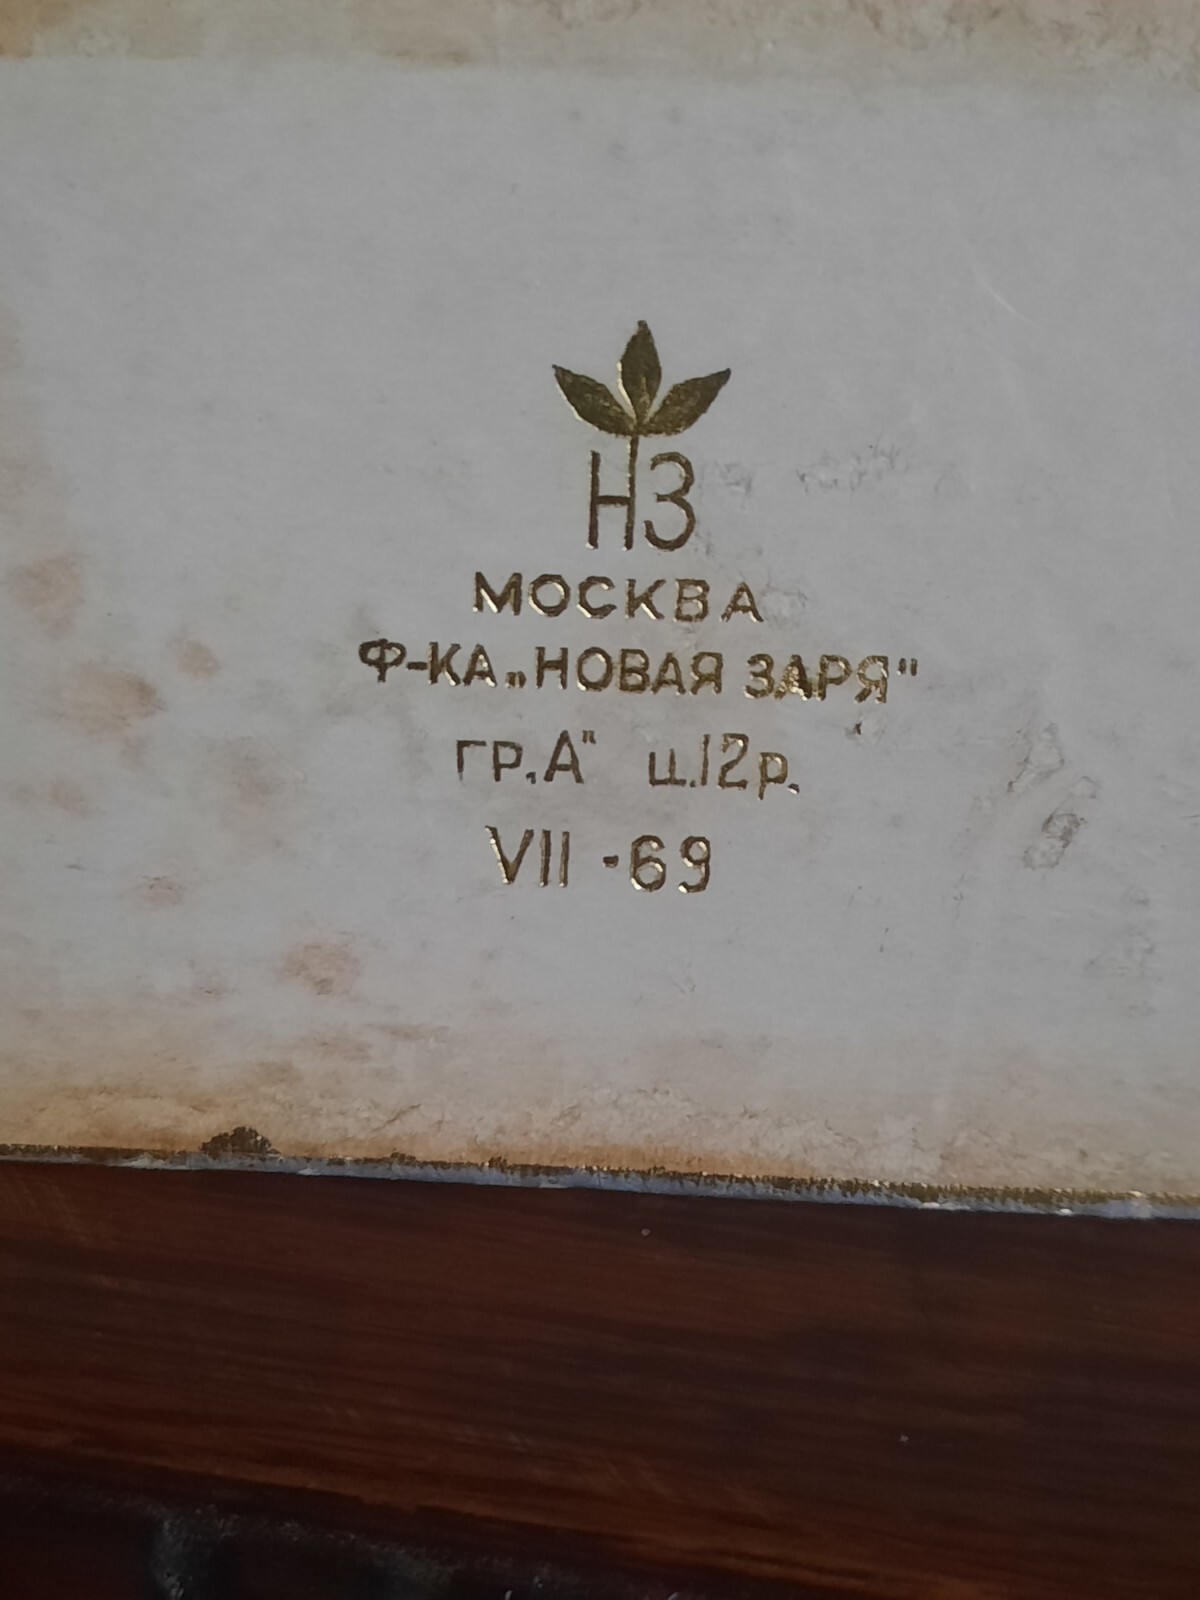 НЗ
МОСКВА
Ф-КА „НОВАЯ ЗАРЯ"
ГР.А" Ц.12р.
VII -69